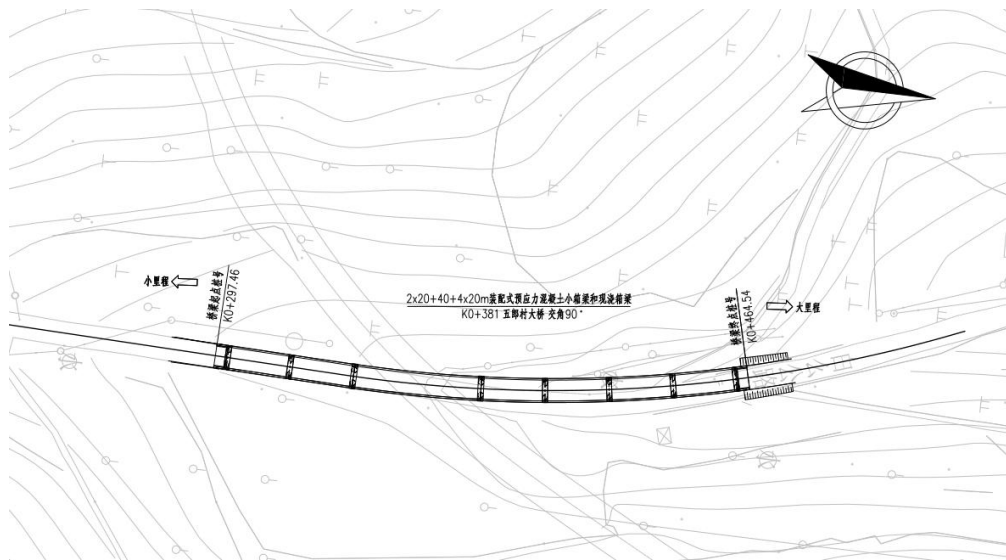 小里程
桥梁起点桩号
K0+297.46
2x20+40+4x20m装配式预应力混凝土小箱梁和现浇箱梁
K0+381 五郎村大桥 交角90°
桥梁终点桩号
K0+464.54
大里程